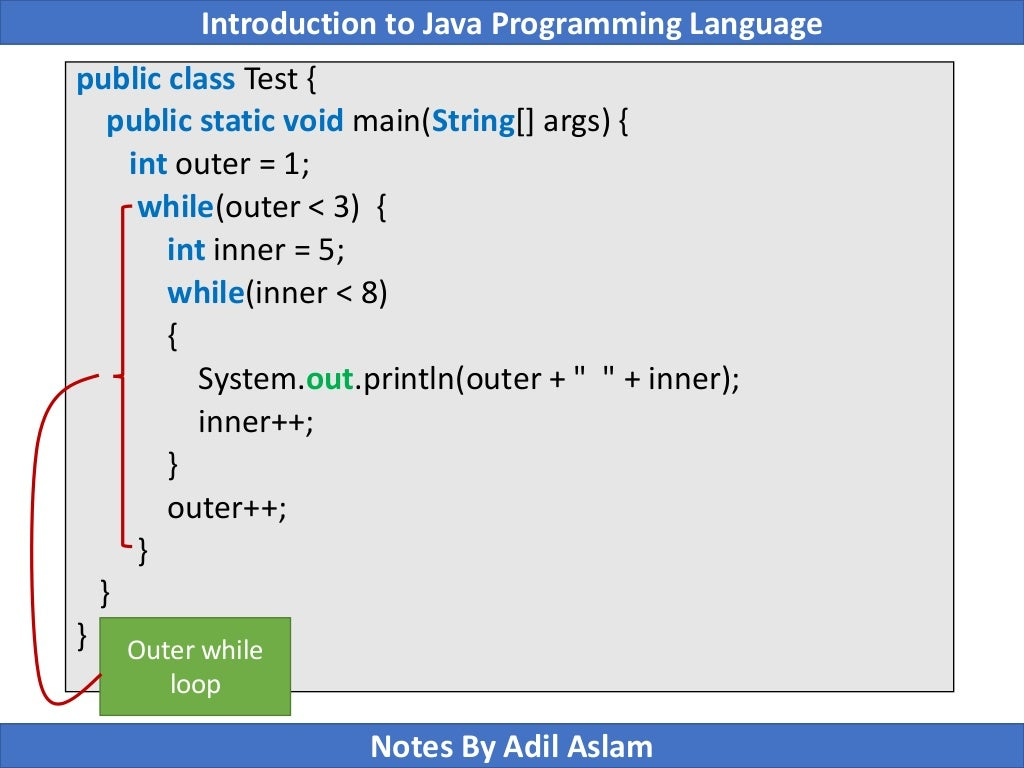 Introduction to Java Programming Language
public class Test {
public static void main(String[] args) {
int outer = 1;
while(outer < 3)  {
int inner = 5;
while(inner < 8)
{
System.out.println(outer + "  " + inner);
inner++;
}
outer++;
}
}
}
Outer while
loop
Notes By Adil Aslam